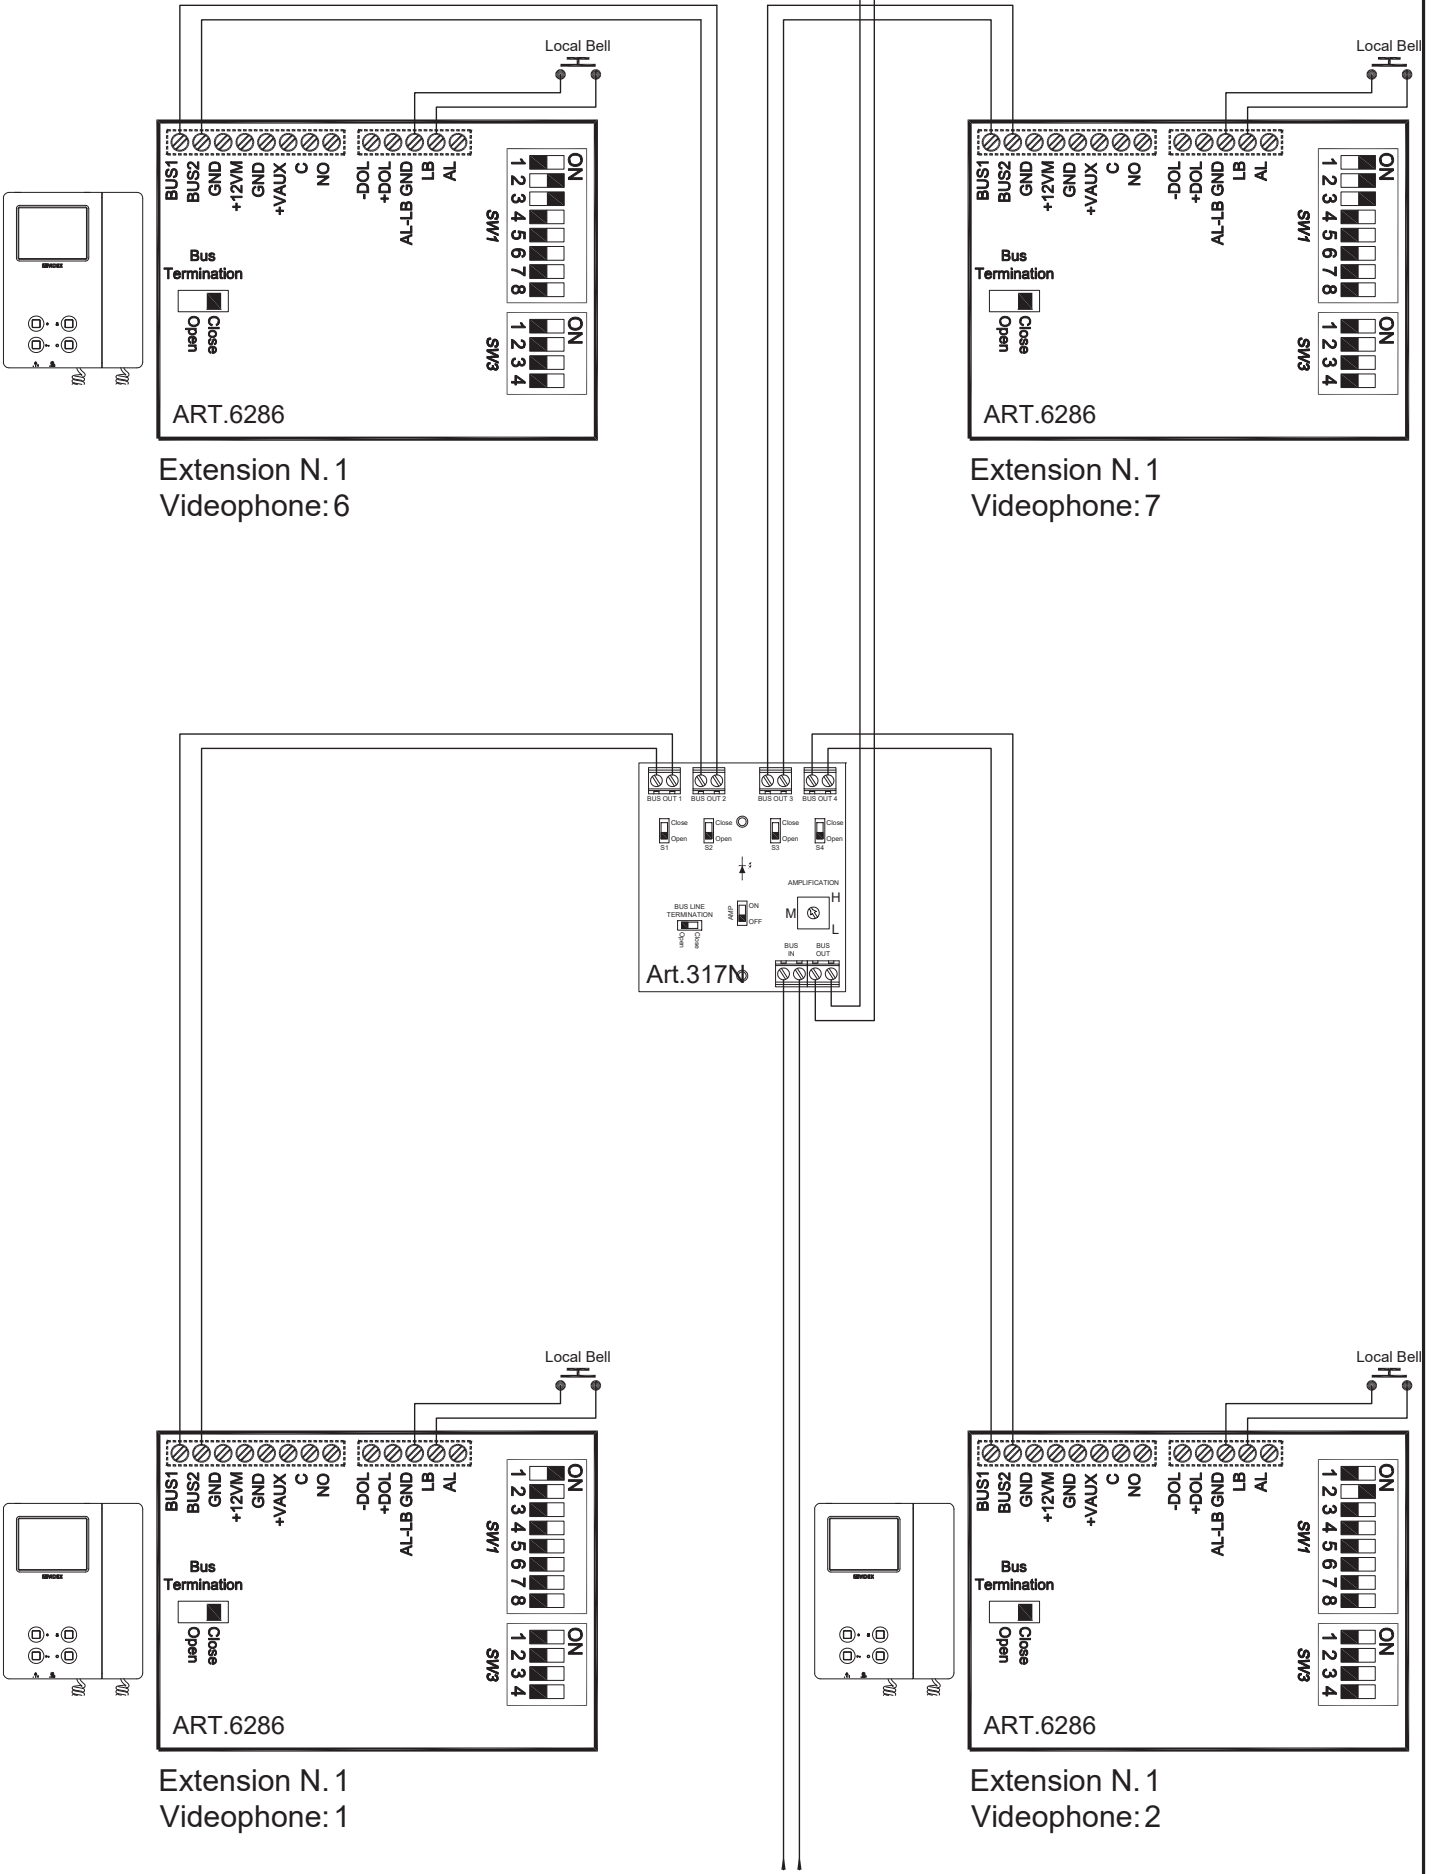 Local Bell
BUS1
BUS2
GND
+12VM
GND
+VAUX
C
NO
-DOL
+DOL
AL-LB GND
LB
AL
ON
1
2
3
4
5
6
7
8
SW1
ON
1
2
3
4
SW3
Bus
Termination
Open
Close
ART.6286
Extension N. 1
Videophone: 6
Local Bell
BUS1
BUS2
GND
+12VM
GND
+VAUX
C
NO
-DOL
+DOL
AL-LB GND
LB
AL
ON
1
2
3
4
5
6
7
8
SW1
ON
1
2
3
4
SW3
Bus
Termination
Open
Close
ART.6286
Extension N. 1
Videophone: 7
BUS OUT 1
BUS OUT 2
BUS OUT 3
BUS OUT 4
Close
Open
S1
Close
Open
S2
Close
Open
S3
Close
Open
S4
AMPLIFICATION
H
M
L
BUS LINE
TERMINATION
Open
Close
AMP
ON
OFF
BUS
IN
BUS
OUT
Art.317N
Local Bell
BUS1
BUS2
GND
+12VM
GND
+VAUX
C
NO
-DOL
+DOL
AL-LB GND
LB
AL
ON
1
2
3
4
5
6
7
8
SW1
ON
1
2
3
4
SW3
Bus
Termination
Open
Close
ART.6286
Extension N. 1
Videophone: 1
Local Bell
BUS1
BUS2
GND
+12VM
GND
+VAUX
C
NO
-DOL
+DOL
AL-LB GND
LB
AL
ON
1
2
3
4
5
6
7
8
SW1
ON
1
2
3
4
SW3
Bus
Termination
Open
Close
ART.6286
Extension N. 1
Videophone: 2